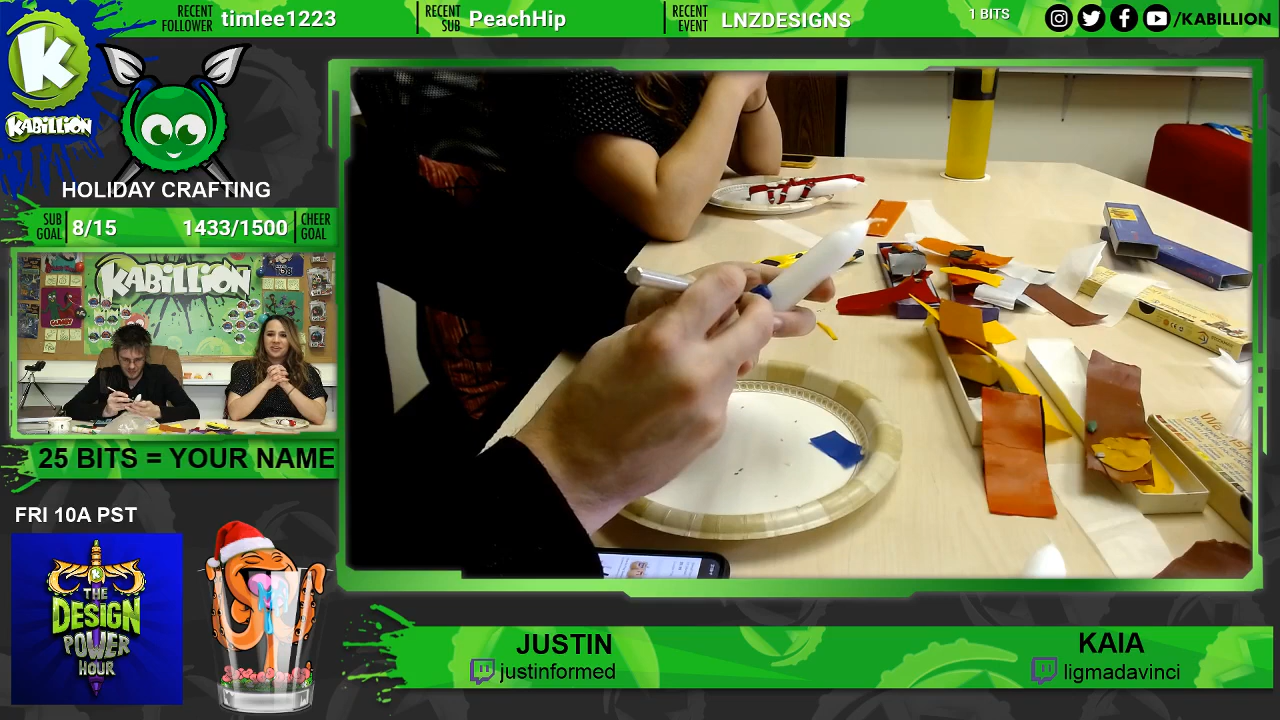 RECENT FOLLOWER timlee1223
RECENT SUB PeachHip
RECENT EVENT LNZDESIGNS
1 BITS
/KABILLION
K
KABILLION
HOLIDAY CRAFTING
SUB GOAL 8/15
1433/1500 CHEER GOAL
KABILLION
25 BITS = YOUR NAME
FRI 10A PST
THE
DESIGN
POWER
HOUR
JUSTIN
justinformed
KAIA
ligmadavinci